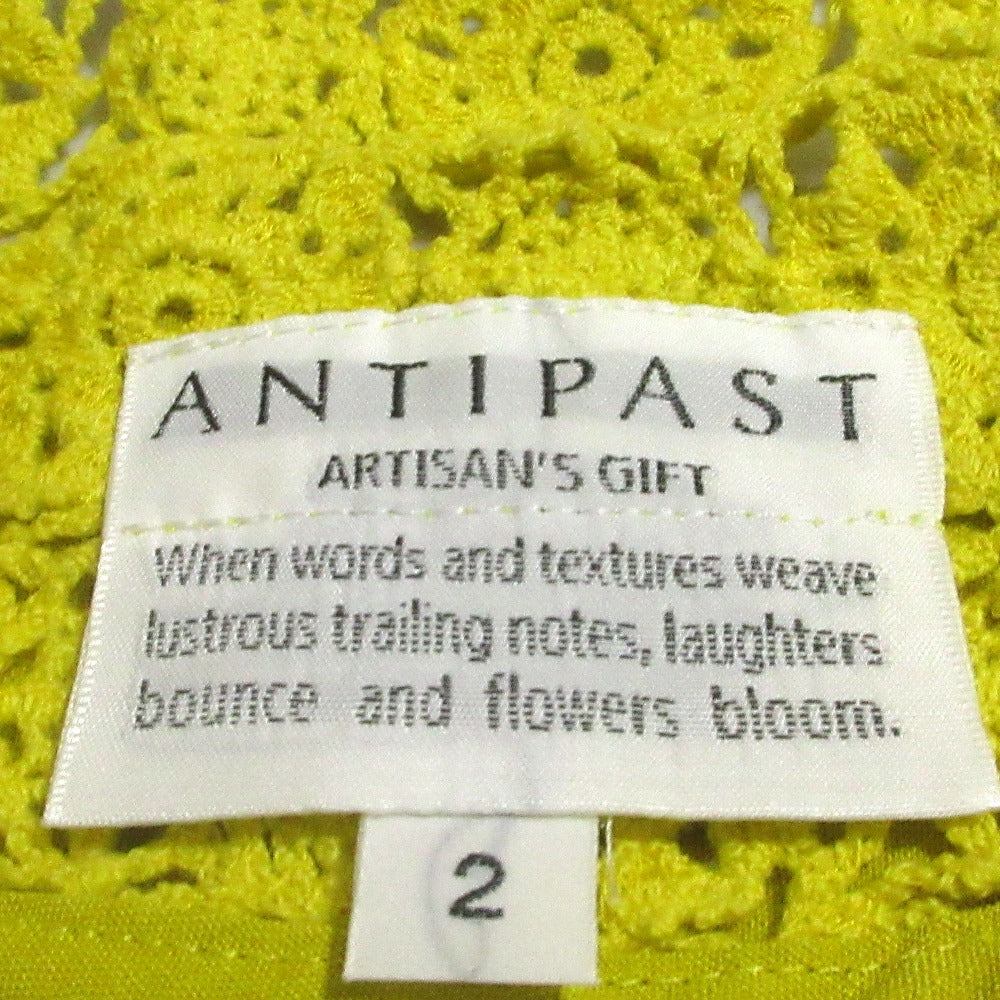 ANTIPAST
ARTISAN'S GIFT
When words and textures weave
lustrous trailing notes, laughters
bounce and flowers bloom.
2